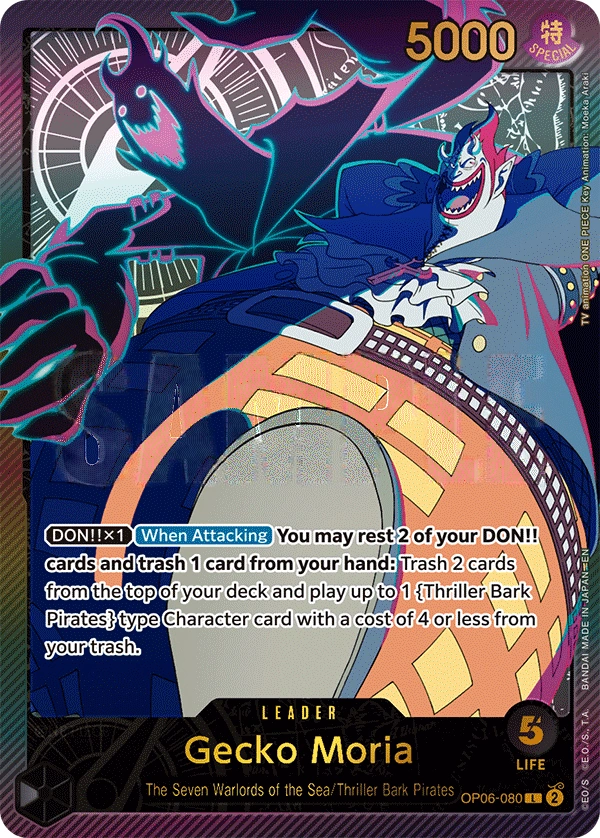 5000
特
SPECIAL
TV animation ONE PIECE Key Animation: Moeka Araki
SAMPLE
DON!!×1 When Attacking You may rest 2 of your DON!!
cards and trash 1 card from your hand: Trash 2 cards
from the top of your deck and play up to 1 {Thriller Bark
Pirates} type Character card with a cost of 4 or less from
your trash.
BANDAI MADE IN JAPAN EN
©E.O./S., T.A.
©EO/S
LEADER
Gecko Moria
5
LIFE
The Seven Warlords of the Sea/Thriller Bark Pirates
OP06-080 L 2